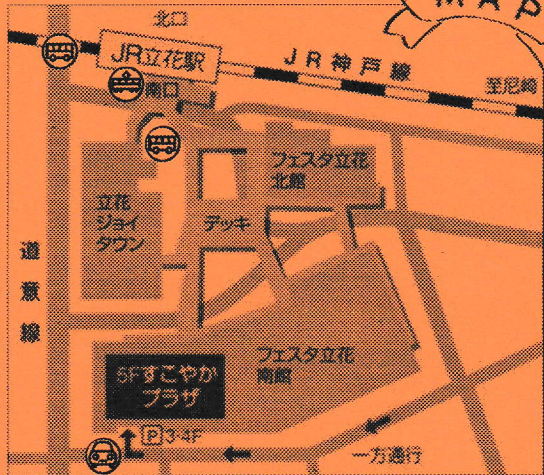 MAP
北口
JR立花駅
JR神戸線
至尼崎
南口
フェスタ立花
北館
立花
ジョイ
タウン
デッキ
道意線
フェスタ立花
南館
5Fすこやか
プラザ
P3・4F
一方通行